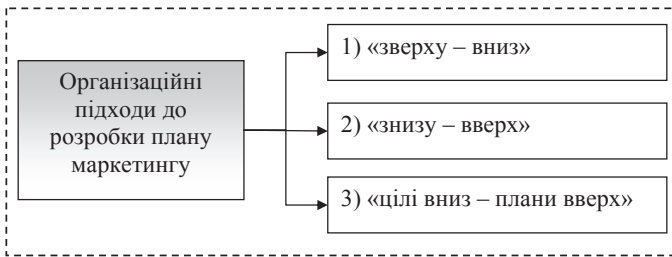 Організаційні
підходи до
розробки плану
маркетингу
1) «зверху – вниз»
2) «знизу – вверх»
3) «цілі вниз – плани вверх»